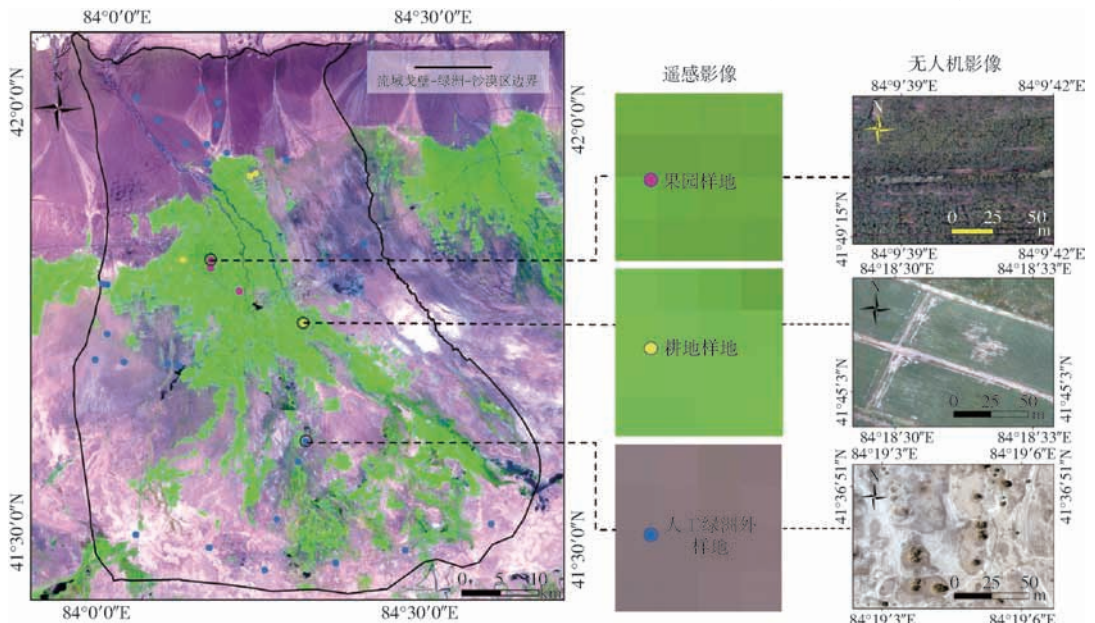 84°0′0″E
84°30′0″E
42°0′0″N
42°0′0″N
41°30′0″N
41°30′0″N
84°0′0″E
84°30′0″E
N
流域戈壁-绿洲-沙漠区边界
0 5 10
km
遥感影像
果园样地
耕地样地
人工绿洲外
样地
无人机影像
84°9′39″E
84°9′42″E
N
0 25 50
m
41°49′15″N
84°9′39″E
84°9′42″E
84°18′30″E
84°18′33″E
0 25 50
m
41°45′3″N
41°45′3″N
84°18′30″E
84°18′33″E
84°19′3″E
84°19′6″E
41°36′51″N
41°36′51″N
0 25 50
m
84°19′3″E
84°19′6″E